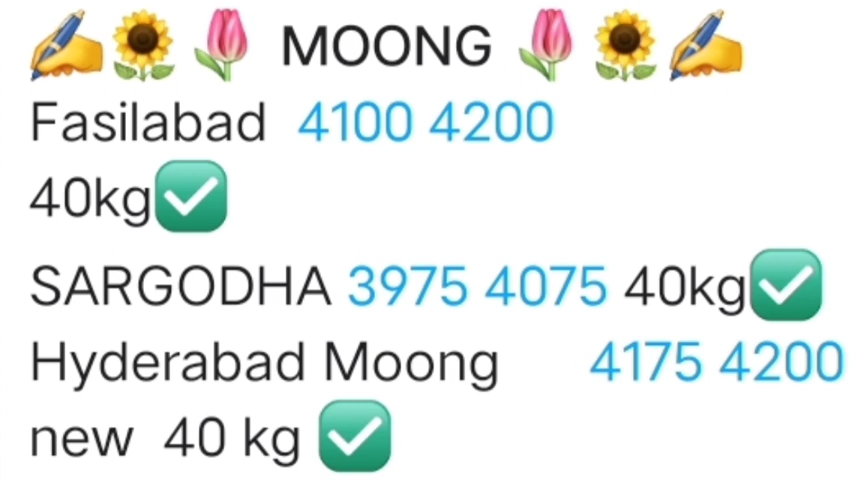 ✍️🌻🌷 MOONG 🌷🌻✍️
Fasilabad 4100 4200
40kg✅
SARGODHA 3975 4075 40kg✅
Hyderabad Moong 4175 4200
new 40 kg ✅